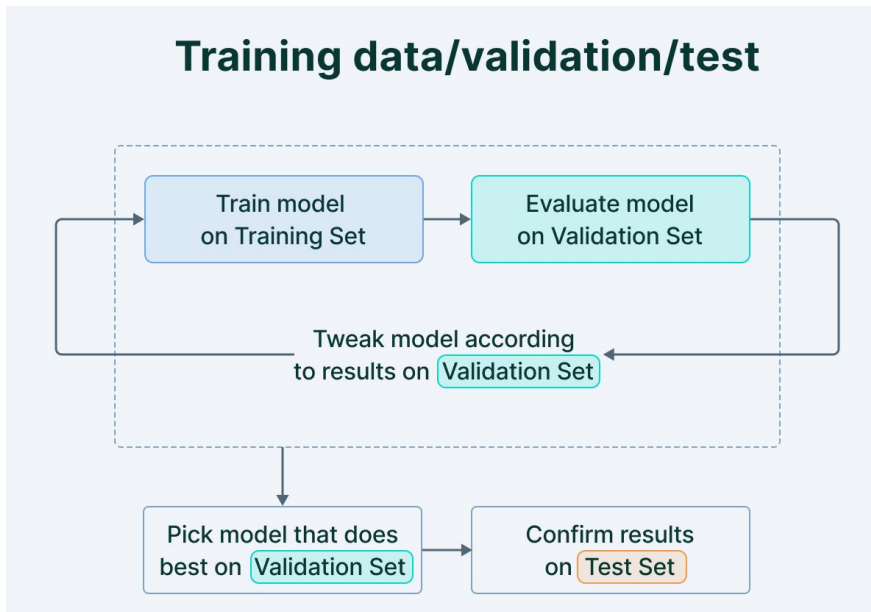 Training data/validation/test
Train model
on Training Set
Evaluate model
on Validation Set
Tweak model according
to results on Validation Set
Pick model that does
best on Validation Set
Confirm results
on Test Set